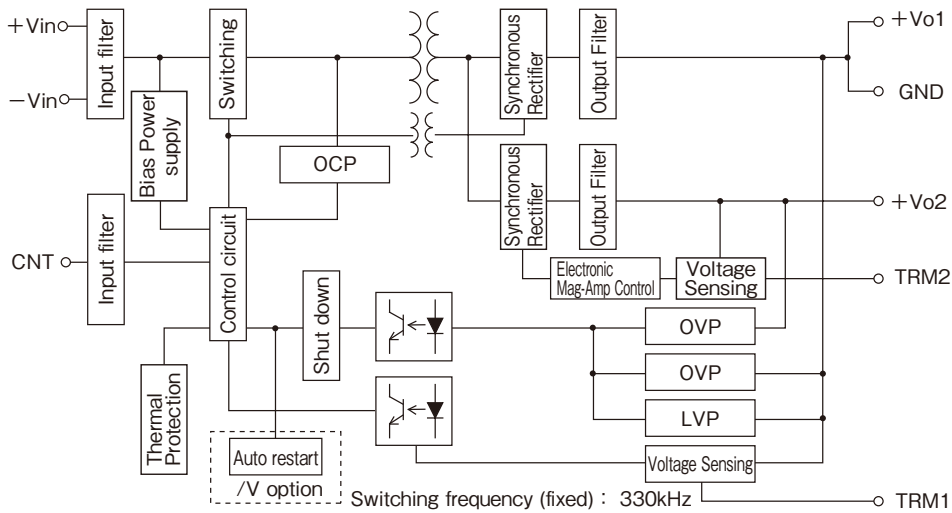 +Vin
−Vin
Input filter
Bias Power
supply
Switching
OCP
Synchronous
Rectifier
Output Filter
+Vo1
GND
Synchronous
Rectifier
Output Filter
+Vo2
CNT
Input filter
Control circuit
Electronic
Mag-Amp Control
Voltage
Sensing
TRM2
Shut down
OVP
OVP
LVP
Thermal
Protection
Auto restart
/V option
Voltage Sensing
Switching frequency (fixed) : 330kHz
TRM1